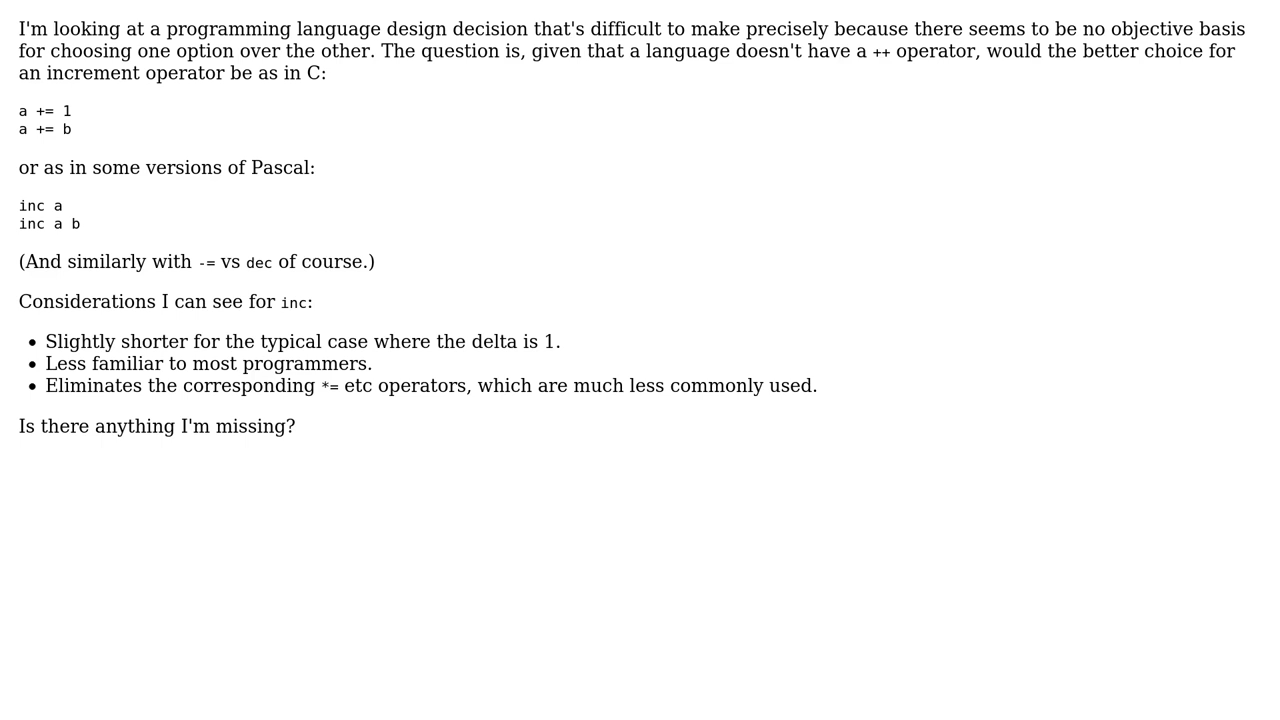 I'm looking at a programming language design decision that's difficult to make precisely because there seems to be no objective basis
for choosing one option over the other. The question is, given that a language doesn't have a ++ operator, would the better choice for
an increment operator be as in C:
a += 1
a += b
or as in some versions of Pascal:
inc a
inc a b
(And similarly with -= vs dec of course.)
Considerations I can see for inc:
• Slightly shorter for the typical case where the delta is 1.
• Less familiar to most programmers.
• Eliminates the corresponding *= etc operators, which are much less commonly used.
Is there anything I'm missing?